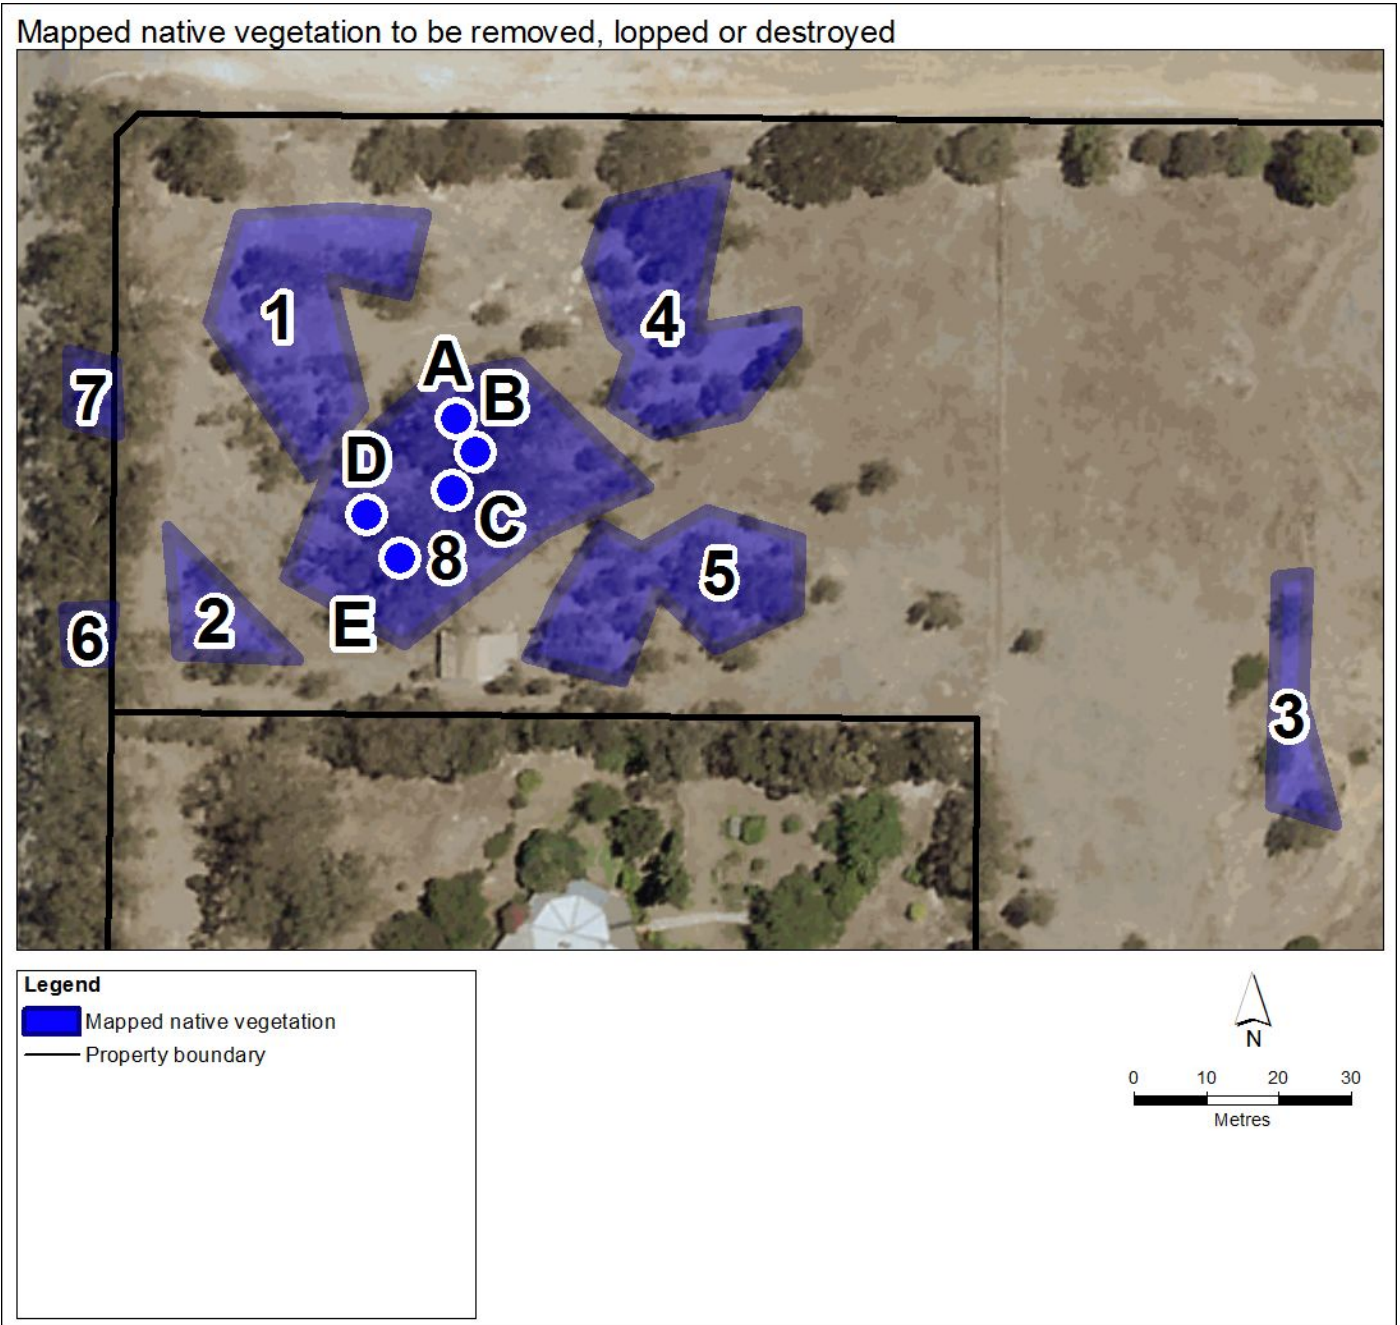 Mapped native vegetation to be removed, lopped or destroyed
1
4
A
B
7
D
C
8
5
2
E
6
3
Legend
Mapped native vegetation
Property boundary
N
0 10 20 30
Metres